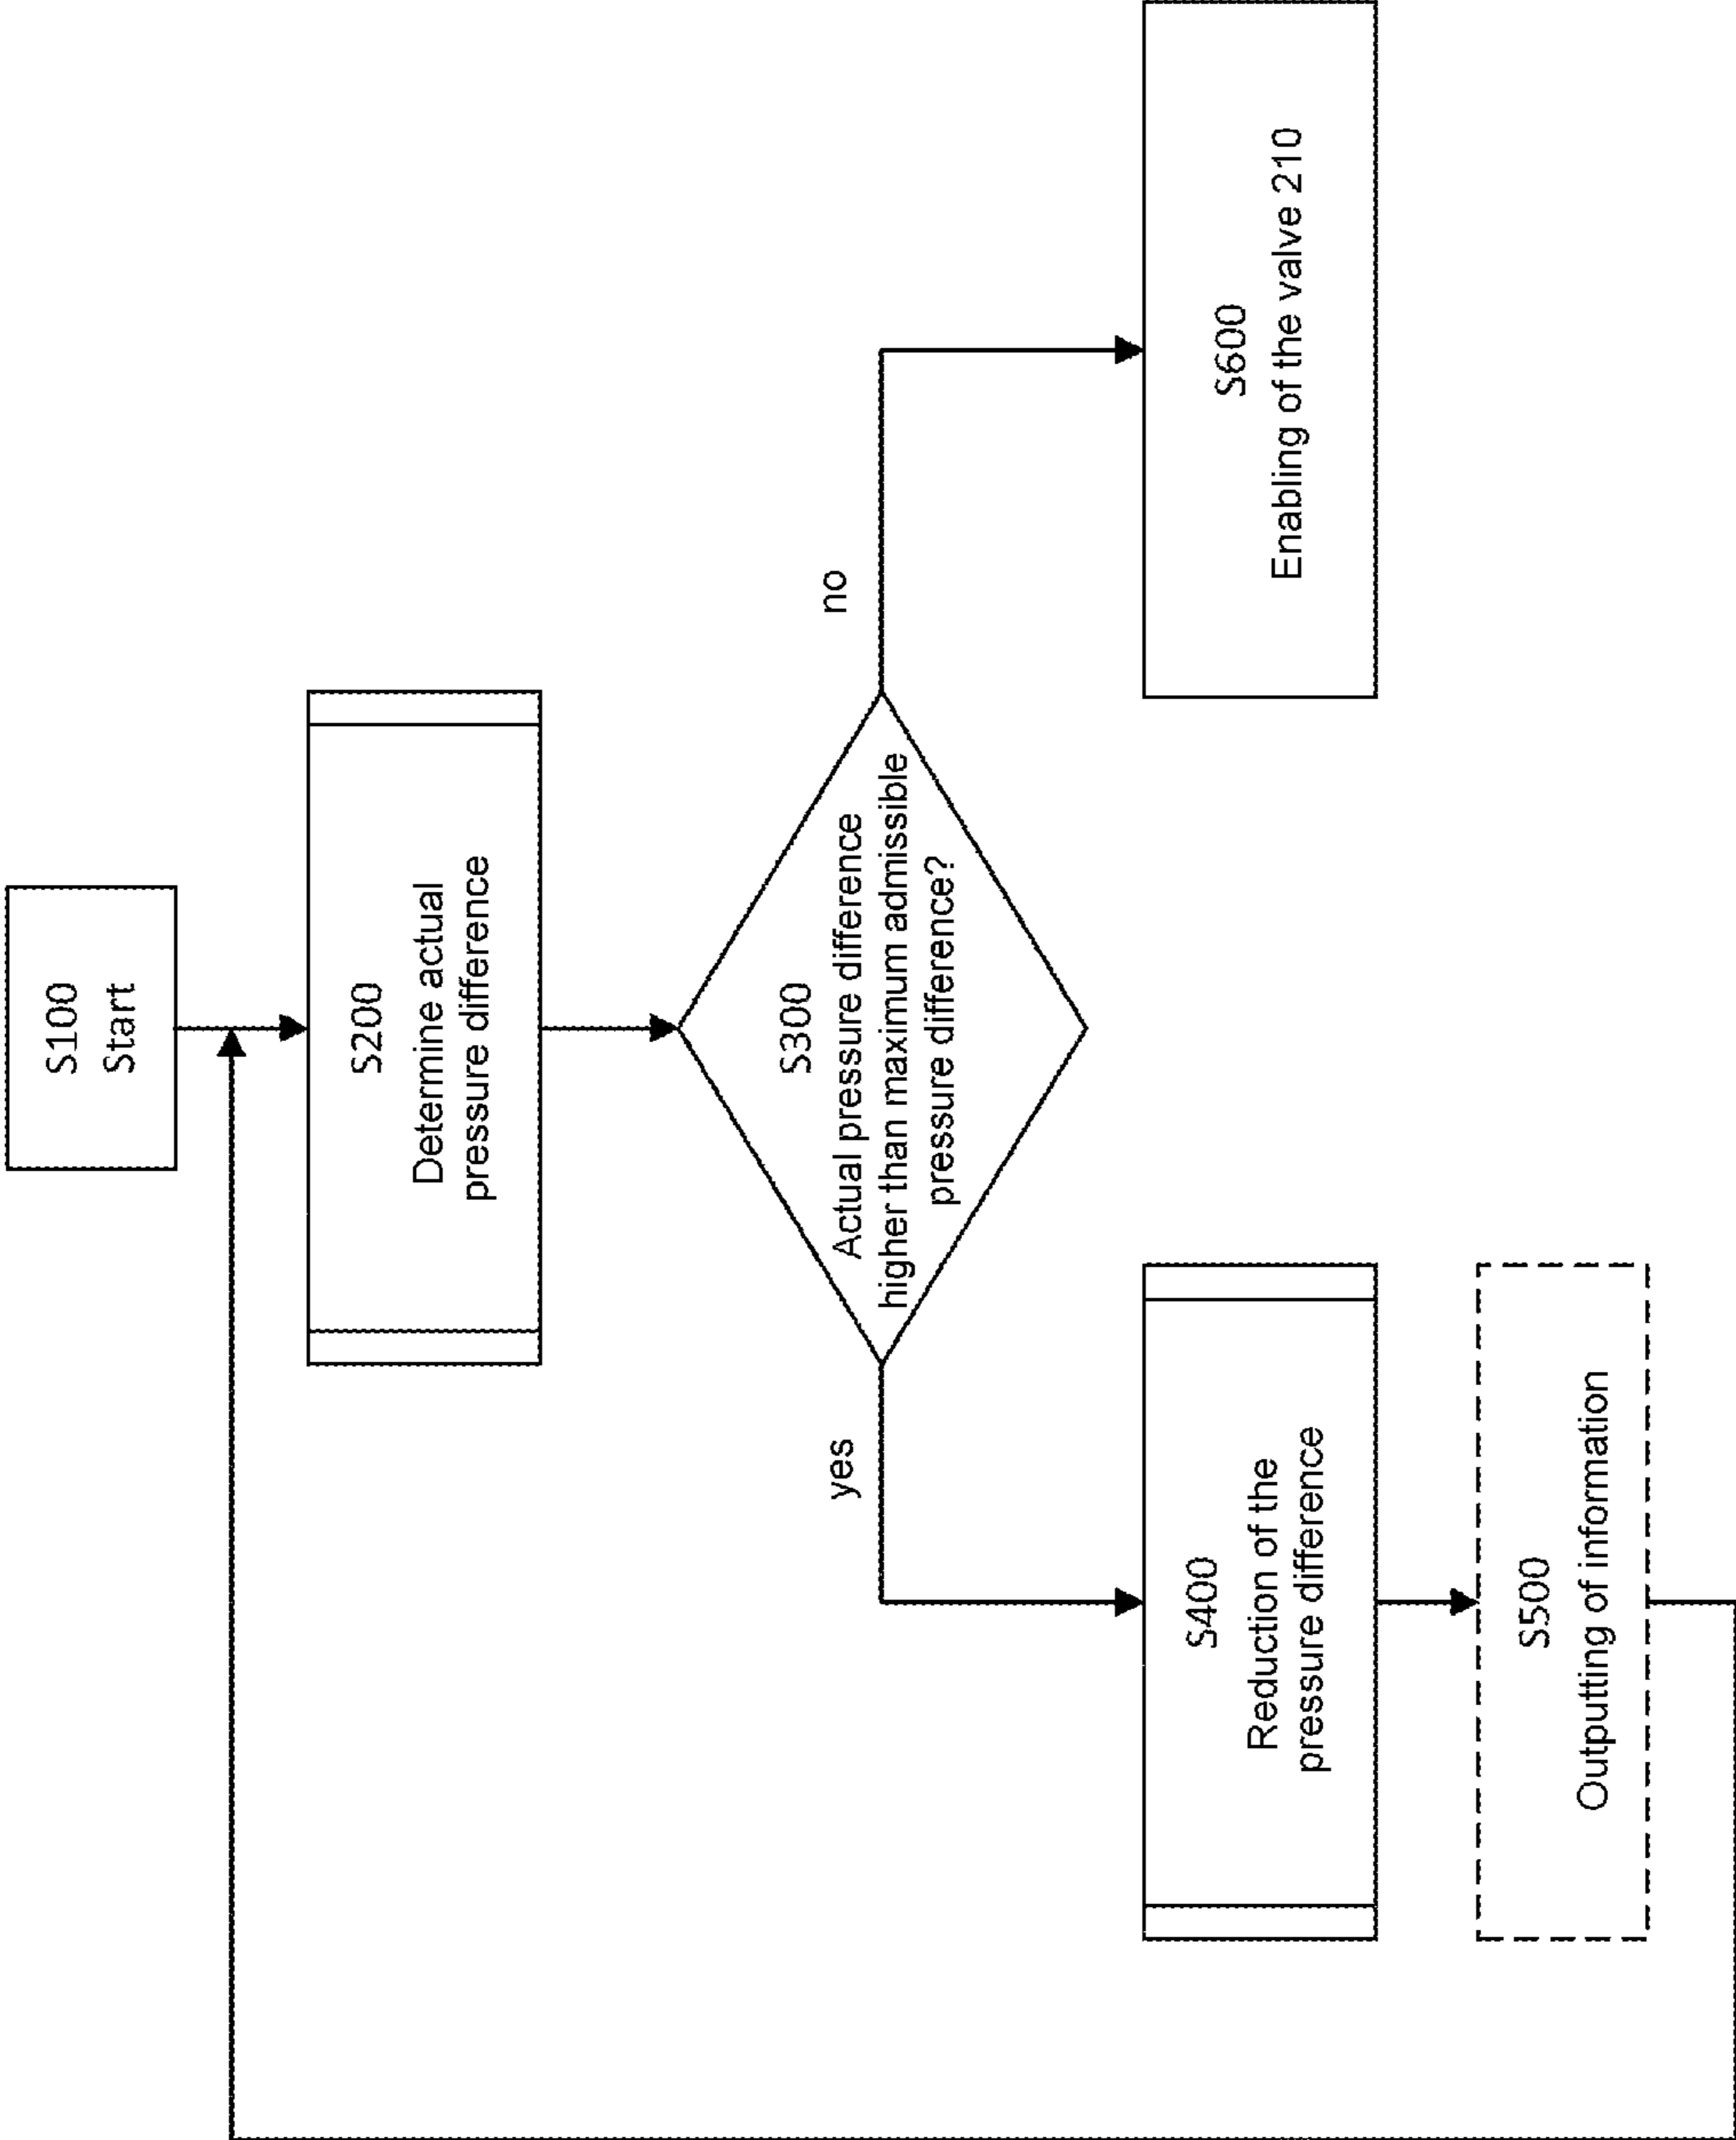 S100
Start
S200
Determine actual
pressure difference
S300
Actual pressure difference
higher than maximum admissible
pressure difference?
yes
no
S400
Reduction of the
pressure difference
S500
Outputting of information
S600
Enabling of the valve 210